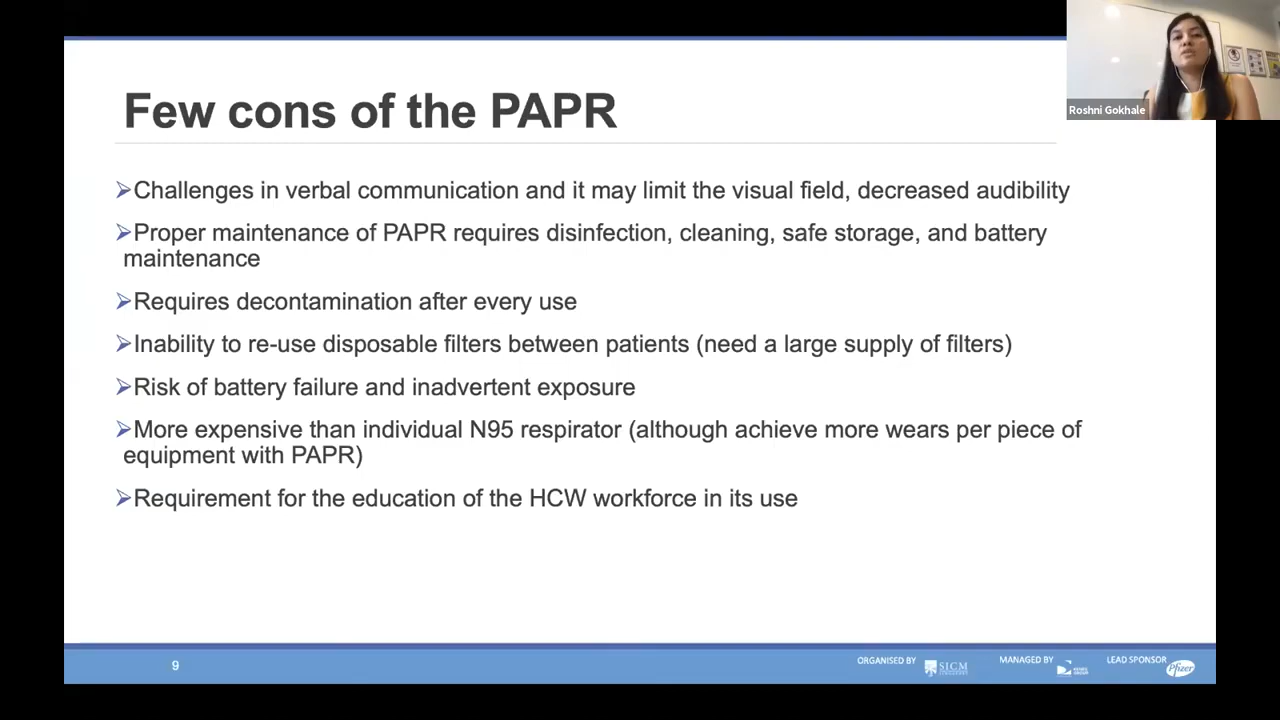 Roshni Gokhale
Few cons of the PAPR
➢Challenges in verbal communication and it may limit the visual field, decreased audibility
➢Proper maintenance of PAPR requires disinfection, cleaning, safe storage, and battery
maintenance
➢Requires decontamination after every use
➢Inability to re-use disposable filters between patients (need a large supply of filters)
➢Risk of battery failure and inadvertent exposure
➢More expensive than individual N95 respirator (although achieve more wears per piece of
equipment with PAPR)
➢Requirement for the education of the HCW workforce in its use
9
ORGANISED BY
SICM
MANAGED BY
LEAD SPONSOR
Pfizer